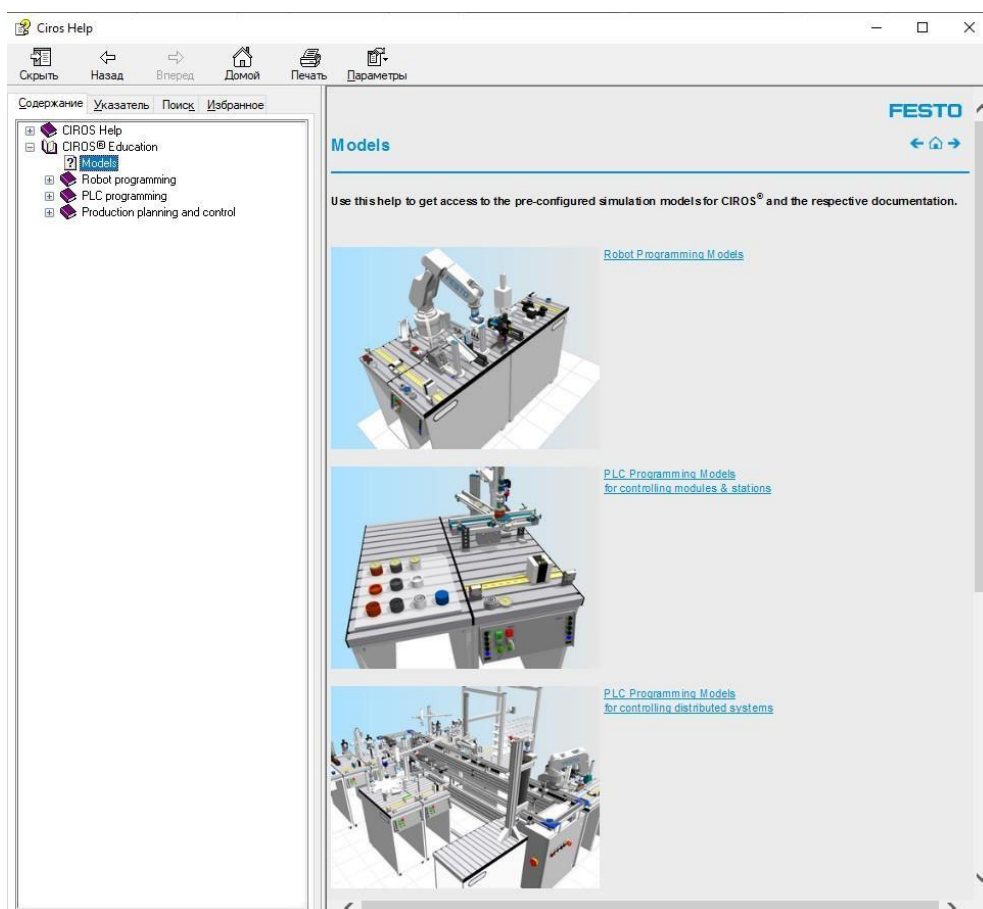 Ciros Help
Скрыть Назад Вперед Домой Печать Параметры
Содержание Указатель Поиск Избранное
CIROS Help
CIROS® Education
Models
Robot programming
PLC programming
Production planning and control
FESTO
Models
Use this help to get access to the pre-configured simulation models for CIROS® and the respective documentation.
Robot Programming Models
FESTO
PLC Programming Models
for controlling modules & stations
PLC Programming Models
for controlling distributed systems